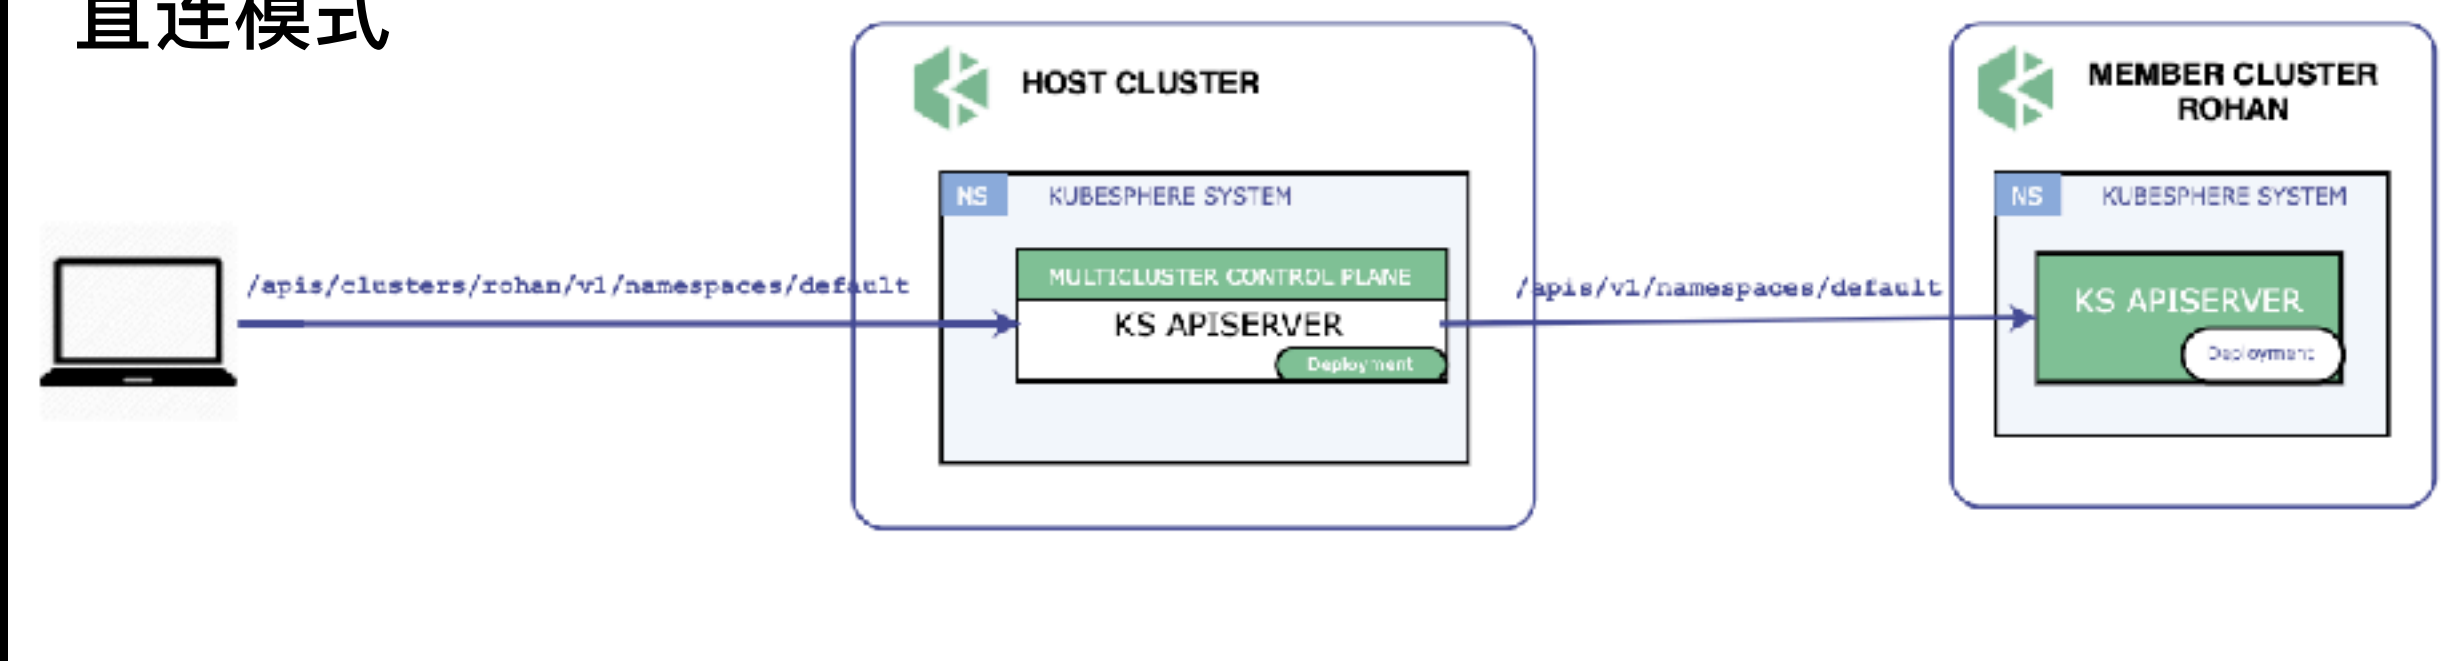 直连模式
HOST CLUSTER
MEMBER CLUSTER
ROHAN
NS
KUBESPHERE SYSTEM
NS
KUBESPHERE SYSTEM
/apis/clusters/rohan/v1/namespaces/default
MULTICLUSTER CONTROL PLANE
/apis/v1/namespaces/default
KS APISERVER
KS APISERVER
Deployment
Deployment